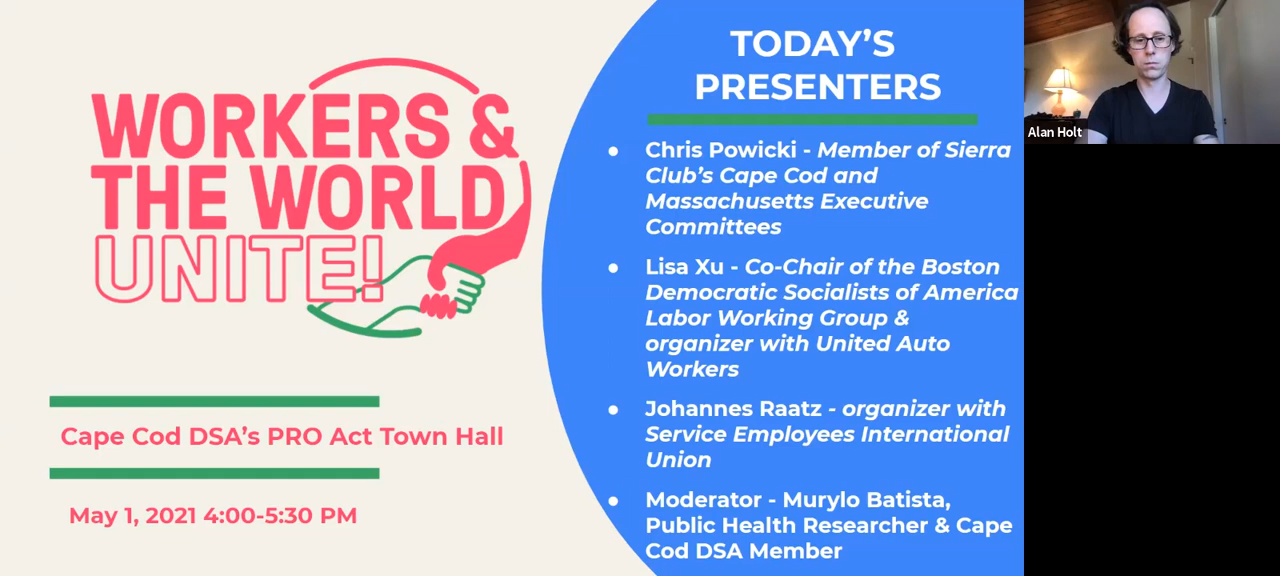 WORKERS &
THE WORLD
UNITE!
Cape Cod DSA's PRO Act Town Hall
May 1, 2021 4:00-5:30 PM
TODAY'S
PRESENTERS
● Chris Powicki - Member of Sierra
Club's Cape Cod and
Massachusetts Executive
Committees
● Lisa Xu - Co-Chair of the Boston
Democratic Socialists of America
Labor Working Group &
organizer with United Auto
Workers
● Johannes Raatz - organizer with
Service Employees International
Union
● Moderator - Murylo Batista,
Public Health Researcher & Cape
Cod DSA Member
Alan Holt